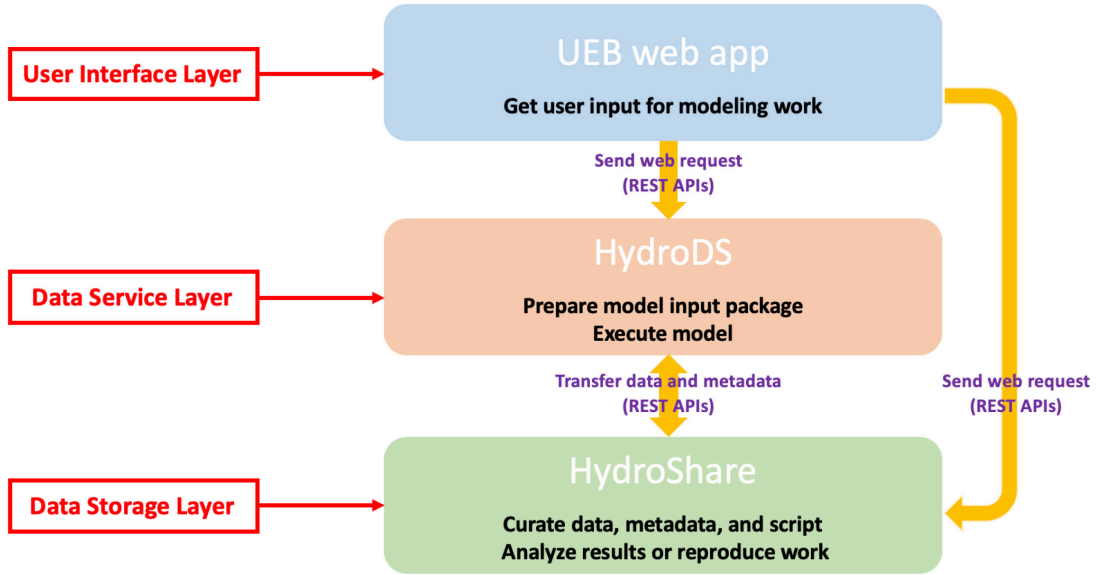 UEB web app
User Interface Layer
Get user input for modeling work
Send web request
(REST APIs)
HydroDS
Data Service Layer
Prepare model input package
Execute model
Transfer data and metadata
(REST APIs)
Send web request
(REST APIs)
HydroShare
Data Storage Layer
Curate data, metadata, and script
Analyze results or reproduce work